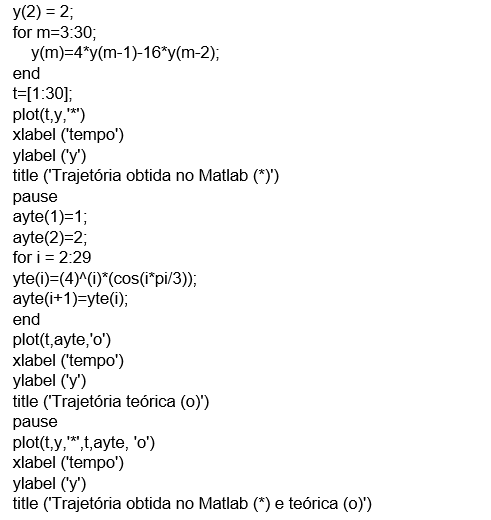 y(2) = 2;
for m=3:30;
y(m)=4*y(m-1)-16*y(m-2);
end
t=[1:30];
plot(t,y,'*')
xlabel ('tempo')
ylabel ('y')
title ('Trajetória obtida no Matlab (*)')
pause
ayte(1)=1;
ayte(2)=2;
for i = 2:29
yte(i)=(4)^(i)*(cos(i*pi/3));
ayte(i+1)=yte(i);
end
plot(t,ayte,'o')
xlabel ('tempo')
ylabel ('y')
title ('Trajetória teórica (o)')
pause
plot(t,y,'*',t,ayte, 'o')
xlabel ('tempo')
ylabel ('y')
title ('Trajetória obtida no Matlab (*) e teórica (o)')